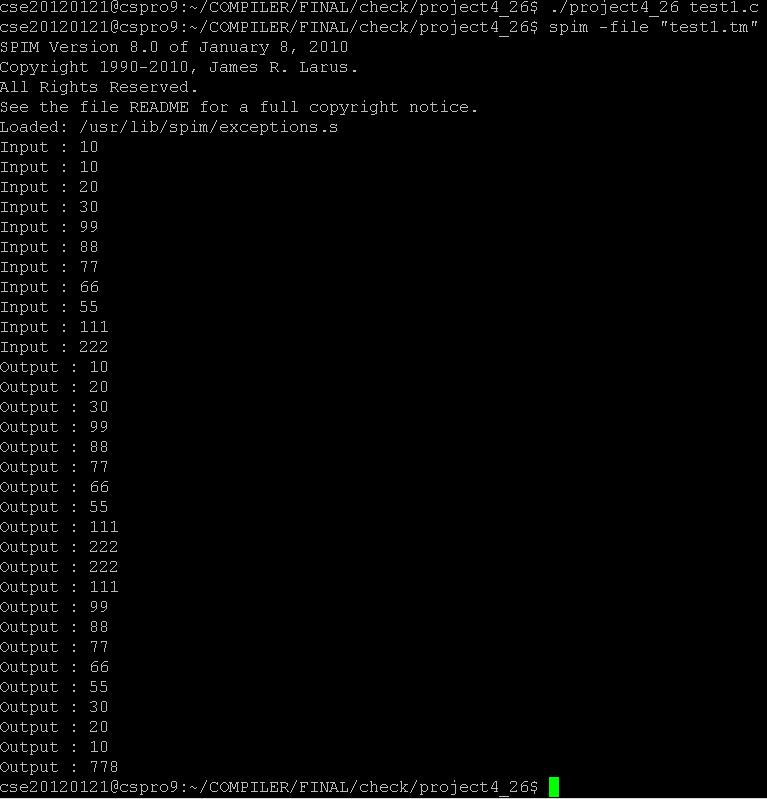 cse20120121@cspro9:~/COMPILER/FINAL/check/project4_26$ ./project4_26 test1.c
cse20120121@cspro9:~/COMPILER/FINAL/check/project4_26$ spim -file "test1.tm"
SPIM Version 8.0 of January 8, 2010
Copyright 1990-2010, James R. Larus.
All Rights Reserved.
See the file README for a full copyright notice.
Loaded: /usr/lib/spim/exceptions.s
Input : 10
Input : 10
Input : 20
Input : 30
Input : 99
Input : 88
Input : 77
Input : 66
Input : 55
Input : 111
Input : 222
Output : 10
Output : 20
Output : 30
Output : 99
Output : 88
Output : 77
Output : 66
Output : 55
Output : 111
Output : 222
Output : 222
Output : 111
Output : 99
Output : 88
Output : 77
Output : 66
Output : 55
Output : 30
Output : 20
Output : 10
Output : 778
cse20120121@cspro9:~/COMPILER/FINAL/check/project4_26$